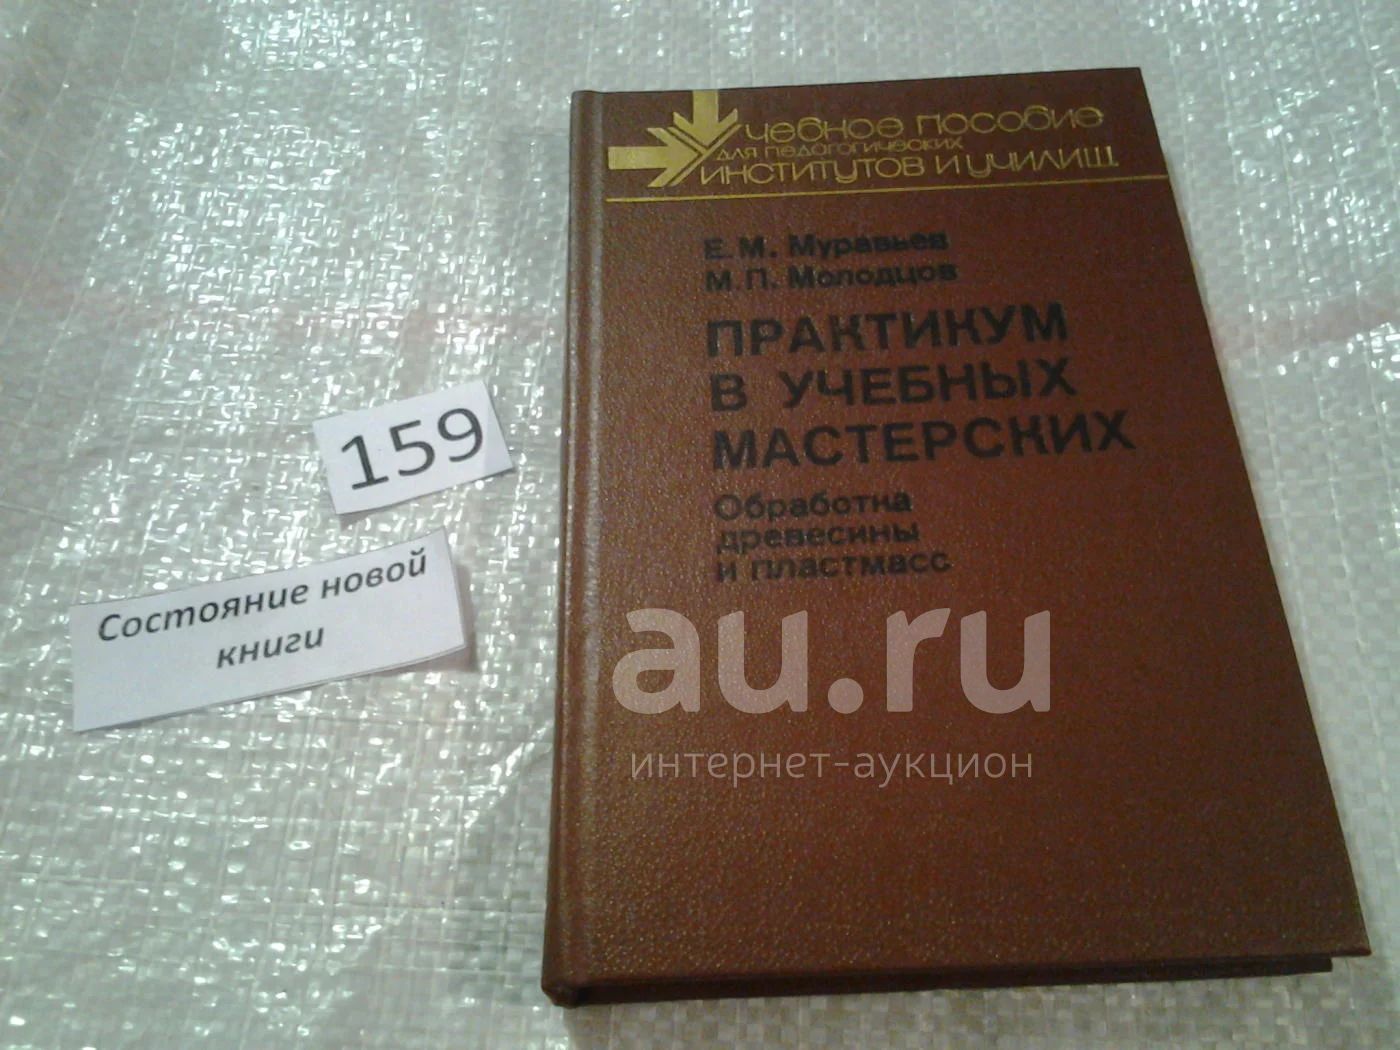 Учебное пособие
для педагогических
институтов и училищ
Е. М. Муравьев
М. П. Молодцов
ПРАКТИКУМ
В УЧЕБНЫХ
МАСТЕРСКИХ
Обработка
древесины
и пластмасс
159
Состояние новой
книги
au.ru
интернет-аукцион